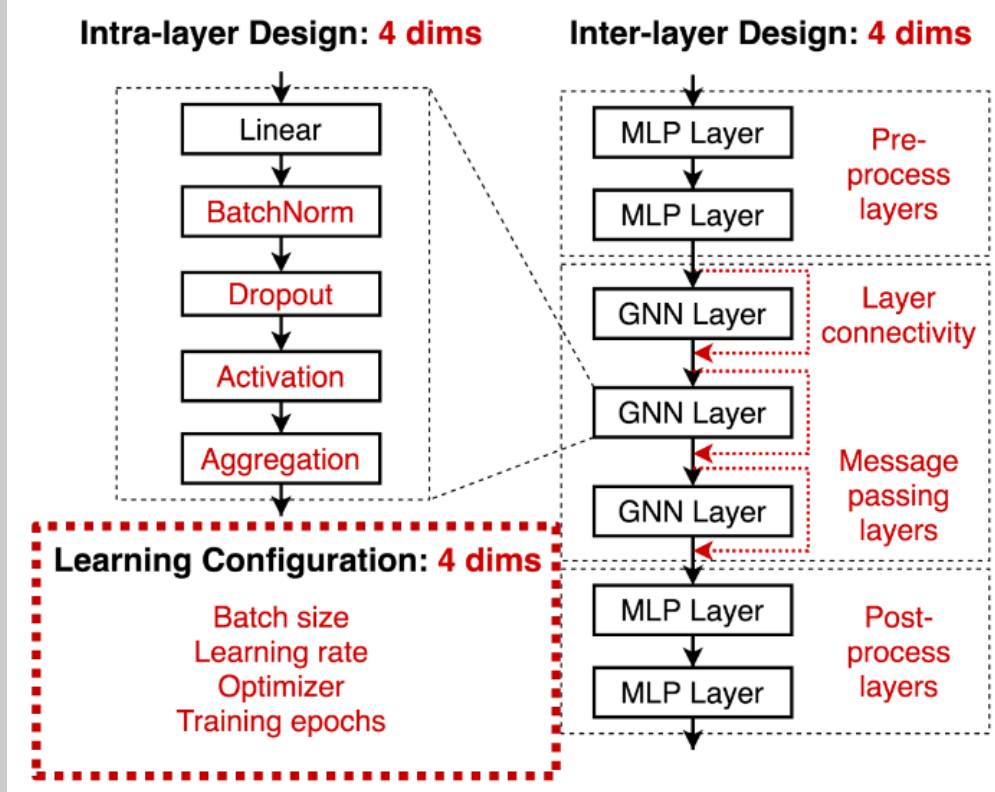 Intra-layer Design: 4 dims
Linear
BatchNorm
Dropout
Activation
Aggregation
Learning Configuration: 4 dims
Batch size
Learning rate
Optimizer
Training epochs
Inter-layer Design: 4 dims
MLP Layer
MLP Layer
Pre-
process
layers
GNN Layer
GNN Layer
GNN Layer
Layer
connectivity
Message
passing
layers
MLP Layer
MLP Layer
Post-
process
layers